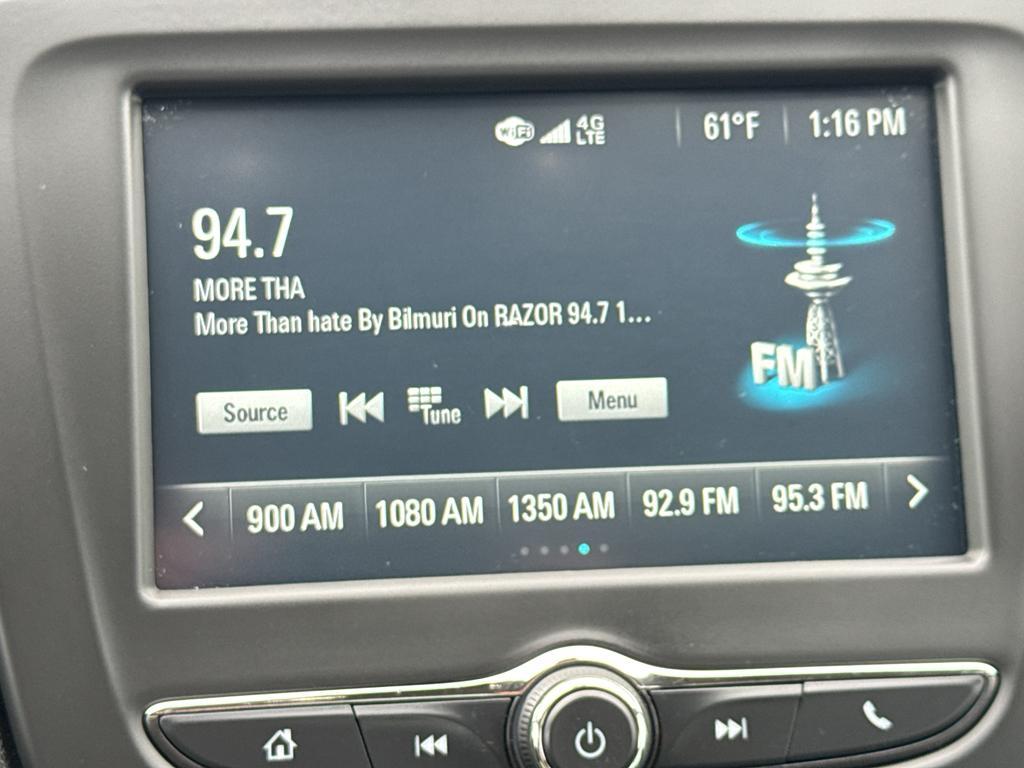 WiFi 4G LTE 61°F 1:16 PM
94.7
MORE THA
More Than hate By Bilmuri On RAZOR 94.7 1...
FM
Source Tune Menu
900 AM 1080 AM 1350 AM 92.9 FM 95.3 FM